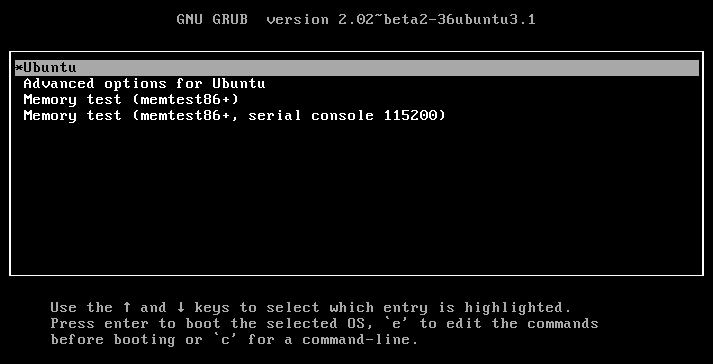 GNU GRUB  version 2.02~beta2-36ubuntu3.1
*Ubuntu
Advanced options for Ubuntu
Memory test (memtest86+)
Memory test (memtest86+, serial console 115200)
Use the ↑ and ↓ keys to select which entry is highlighted.
Press enter to boot the selected OS, `e' to edit the commands
before booting or `c' for a command-line.